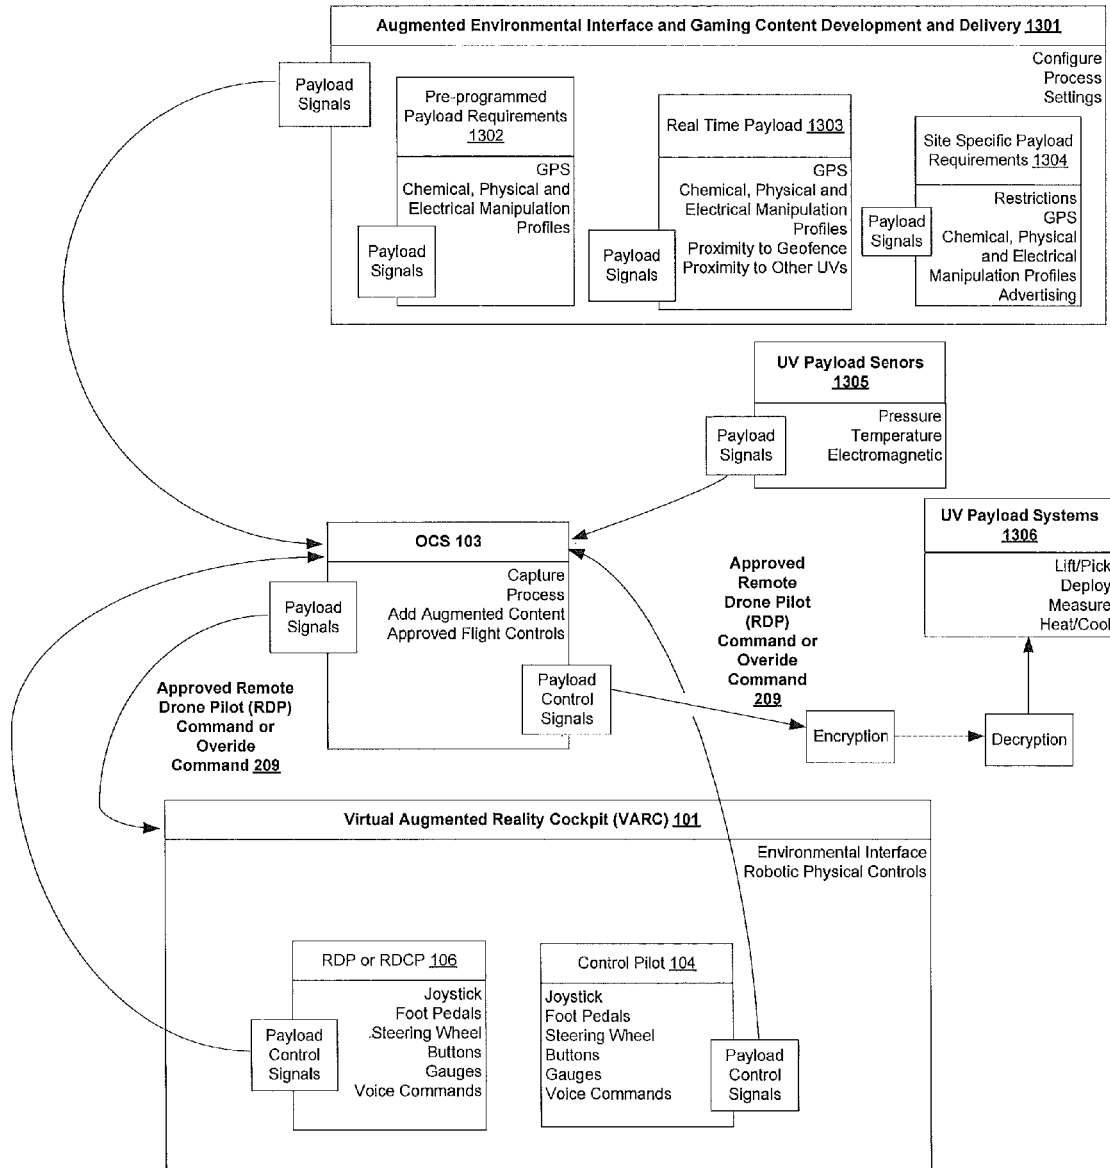 Augmented Environmental Interface and Gaming Content Development and Delivery 1301
Configure
Process
Settings
Payload
Signals
Pre-programmed
Payload Requirements
1302
GPS
Chemical, Physical and
Electrical Manipulation
Profiles
Payload
Signals
Real Time Payload 1303
GPS
Chemical, Physical and
Electrical Manipulation
Profiles
Proximity to Geofence
Proximity to Other UVs
Payload
Signals
Site Specific Payload
Requirements 1304
Restrictions
GPS
Chemical, Physical
and Electrical
Manipulation Profiles
Advertising
Payload
Signals
UV Payload Senors
1305
Pressure
Temperature
Electromagnetic
Payload
Signals
UV Payload Systems
1306
Lift/Pick
Deploy
Measure
Heat/Cool
OCS 103
Capture
Process
Add Augmented Content
Approved Flight Controls
Payload
Signals
Payload
Control
Signals
Approved
Remote
Drone Pilot
(RDP)
Command or
Overide
Command
209
Encryption
Decryption
Approved Remote
Drone Pilot (RDP)
Command or
Overide
Command 209
Virtual Augmented Reality Cockpit (VARC) 101
Environmental Interface
Robotic Physical Controls
RDP or RDCP 106
Joystick
Foot Pedals
.Steering Wheel
Buttons
Gauges
Voice Commands
Payload
Control
Signals
Control Pilot 104
Joystick
Foot Pedals
Steering Wheel
Buttons
Gauges
Voice Commands
Payload
Control
Signals